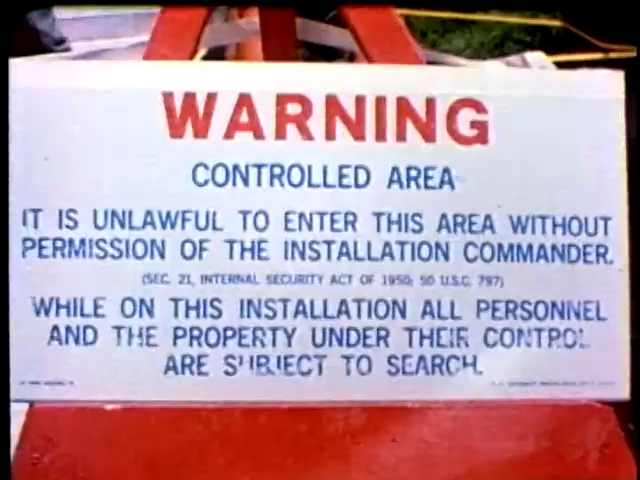 WARNING
CONTROLLED AREA
IT IS UNLAWFUL TO ENTER THIS AREA WITHOUT
PERMISSION OF THE INSTALLATION COMMANDER.
(SEC. 21, INTERNAL SECURITY ACT OF 1950; 50 U.S.C. 797)
WHILE ON THIS INSTALLATION ALL PERSONNEL
AND THE PROPERTY UNDER THEIR CONTROL
ARE SUBJECT TO SEARCH.